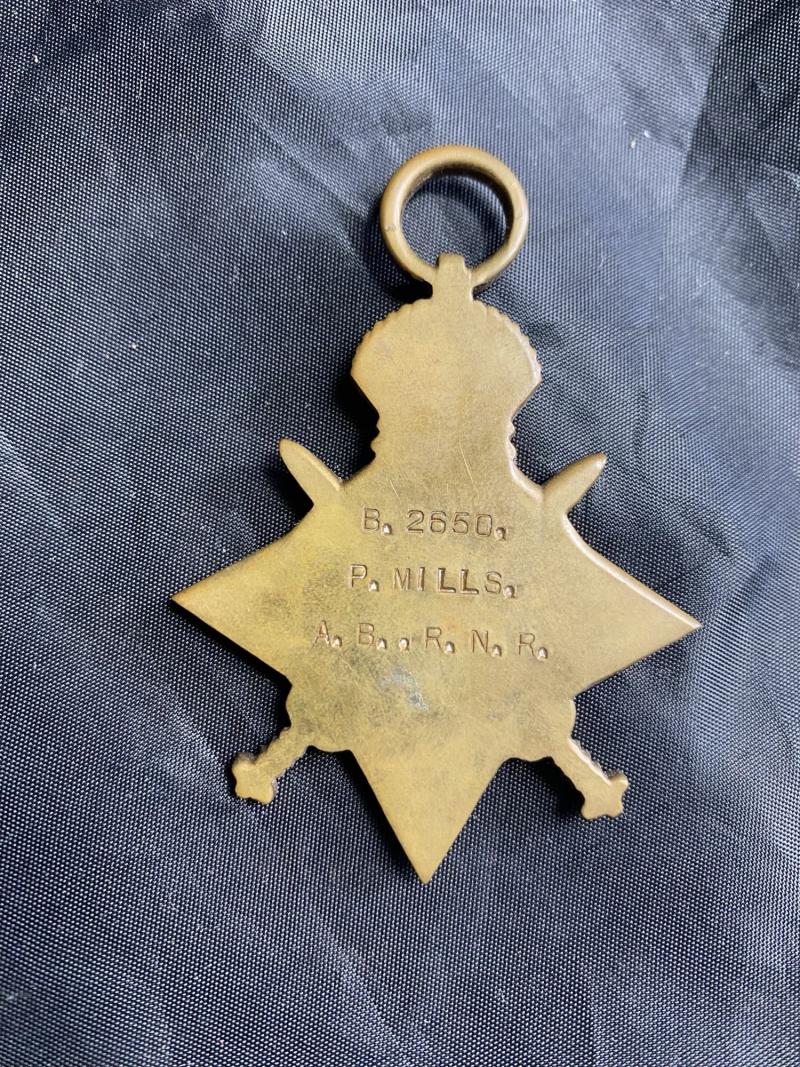 B. 2650.
P. MILLS.
A. B. . R. N. R.